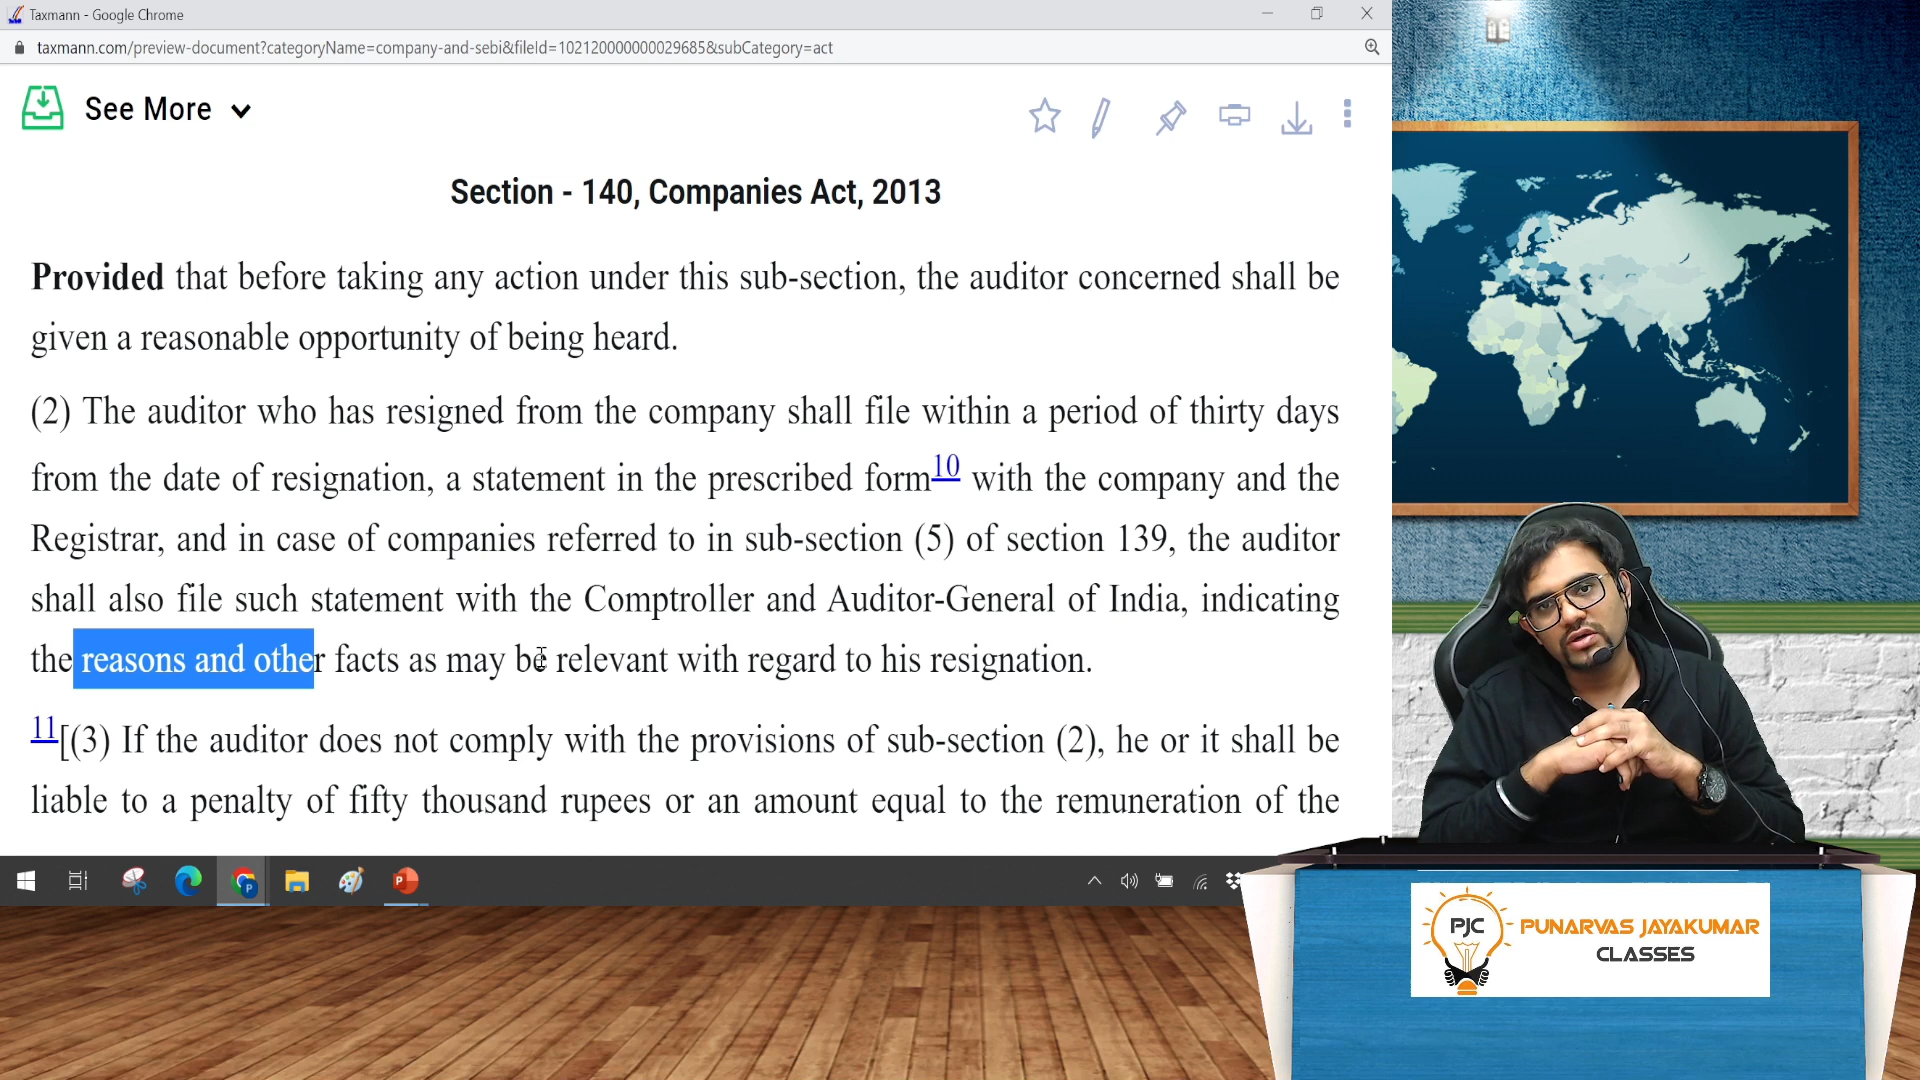 Taxmann - Google Chrome
taxmann.com/preview-document?categoryName=company-and-sebi&fileId=102120000000029685&subCategory=act
See More
Section - 140, Companies Act, 2013
Provided that before taking any action under this sub-section, the auditor concerned shall be
given a reasonable opportunity of being heard.
(2) The auditor who has resigned from the company shall file within a period of thirty days
from the date of resignation, a statement in the prescribed form10 with the company and the
Registrar, and in case of companies referred to in sub-section (5) of section 139, the auditor
shall also file such statement with the Comptroller and Auditor-General of India, indicating
the reasons and other facts as may be relevant with regard to his resignation.
11[(3) If the auditor does not comply with the provisions of sub-section (2), he or it shall be
liable to a penalty of fifty thousand rupees or an amount equal to the remuneration of the
PJC
PUNARVAS JAYAKUMAR
CLASSES